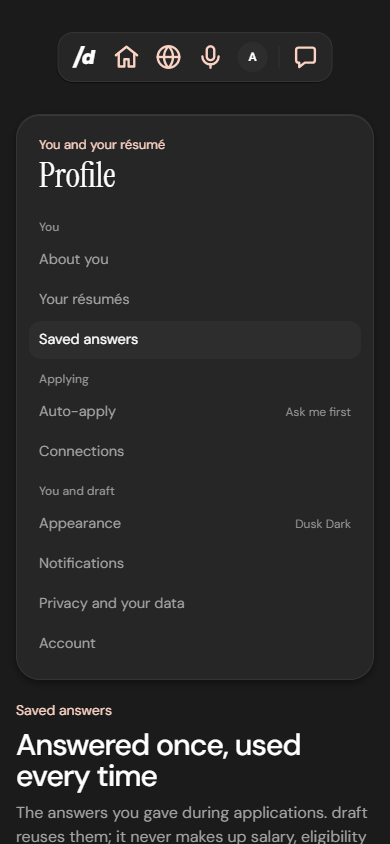 /d
A
You and your résumé
Profile
You
About you
Your résumés
Saved answers
Applying
Auto-apply Ask me first
Connections
You and draft
Appearance Dusk Dark
Notifications
Privacy and your data
Account
Saved answers
Answered once, used
every time
The answers you gave during applications. draft
reuses them; it never makes up salary, eligibility